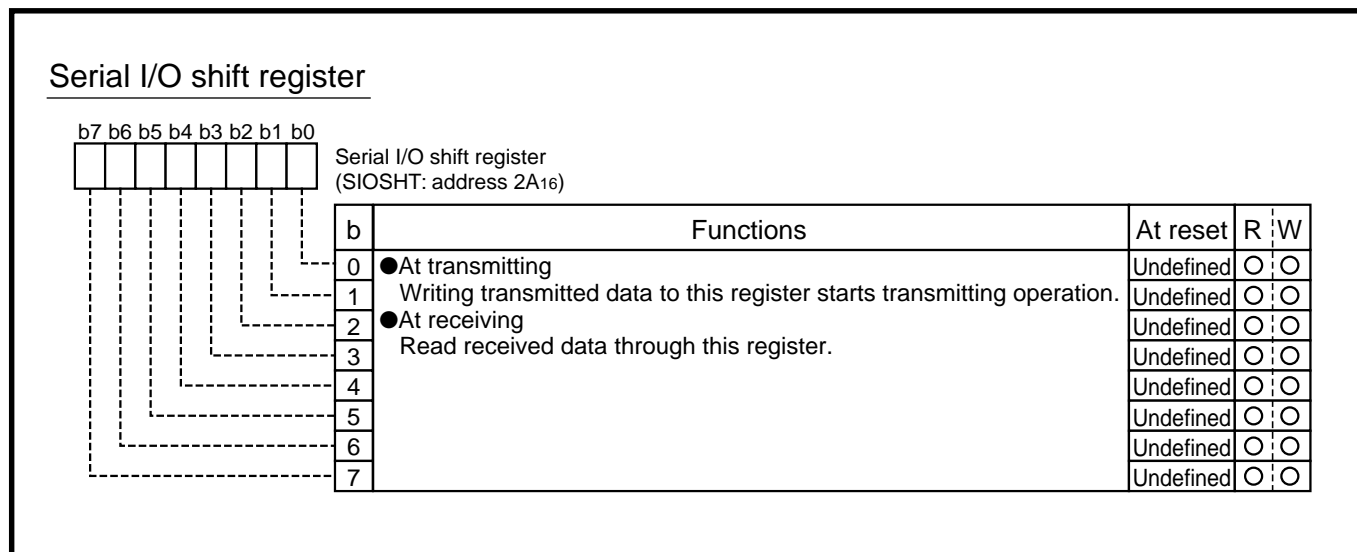 Serial I/O shift register
b7 b6 b5 b4 b3 b2 b1 b0
Serial I/O shift register
(SIOSHT: address 2A16)
b Functions At reset R W
0 ●At transmitting Undefined O O
1 Writing transmitted data to this register starts transmitting operation. Undefined O O
2 ●At receiving Undefined O O
3 Read received data through this register. Undefined O O
4 Undefined O O
5 Undefined O O
6 Undefined O O
7 Undefined O O